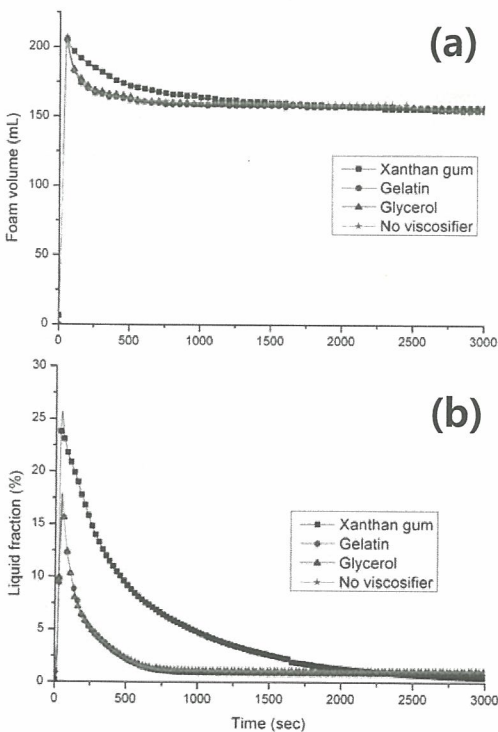 (a)
200
150
100
50
0
Foam volume (mL)
Xanthan gum
Gelatin
Glycerol
No viscosifier
0 500 1000 1500 2000 2500 3000
(b)
30
25
20
15
10
5
0
Liquid fraction (%)
Xanthan gum
Gelatin
Glycerol
No viscosifier
0 500 1000 1500 2000 2500 3000
Time (sec)